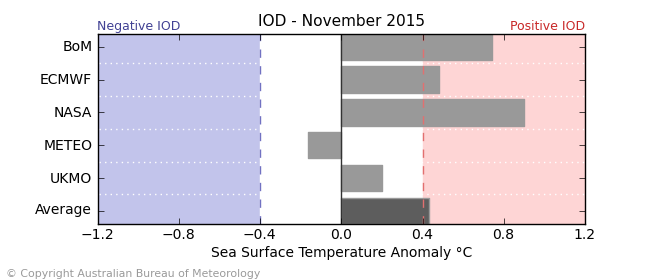 IOD - November 2015
Negative IOD
Positive IOD
BoM
ECMWF
NASA
METEO
UKMO
Average
−1.2 −0.8 −0.4 0.0 0.4 0.8 1.2
Sea Surface Temperature Anomaly °C
© Copyright Australian Bureau of Meteorology